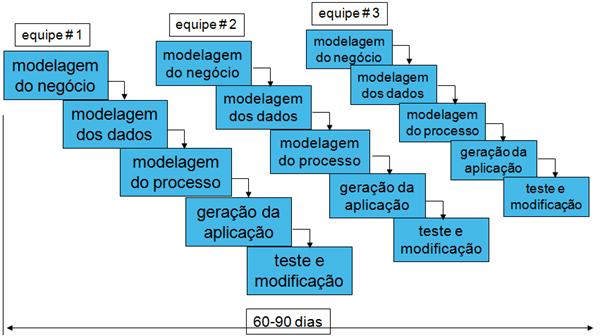 equipe # 1
modelagem
do negócio
modelagem
dos dados
modelagem
do processo
geração da
aplicação
teste e
modificação
equipe # 2
modelagem
do negócio
modelagem
dos dados
modelagem
do processo
geração da
aplicação
teste e
modificação
equipe # 3
modelagem
do negócio
modelagem
dos dados
modelagem
do processo
geração da
aplicação
teste e
modificação
60-90 dias